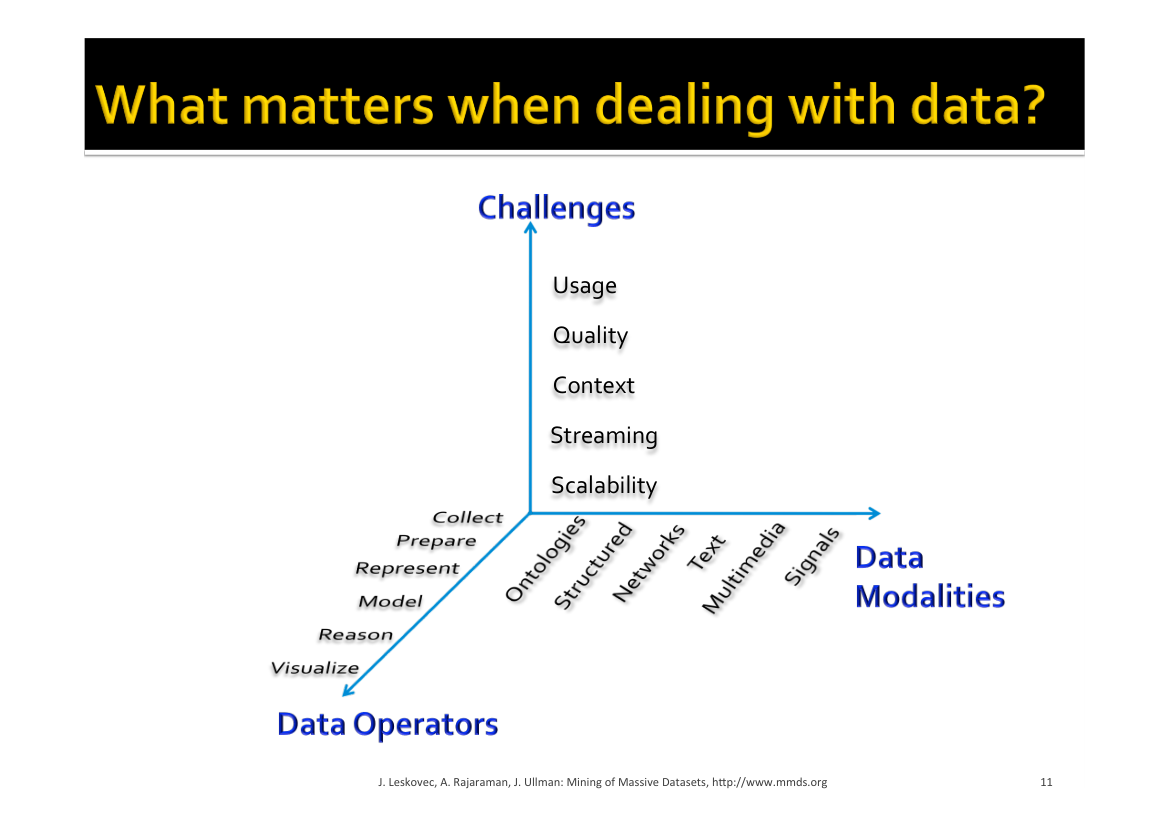 What matters when dealing with data?
Challenges
Usage
Quality
Context
Streaming
Scalability
Collect
Prepare
Represent
Model
Reason
Visualize
Data Operators
Ontologies
Structured
Networks
Text
Multimedia
Signals
Data
Modalities
J. Leskovec, A. Rajaraman, J. Ullman: Mining of Massive Datasets, http://www.mmds.org
11